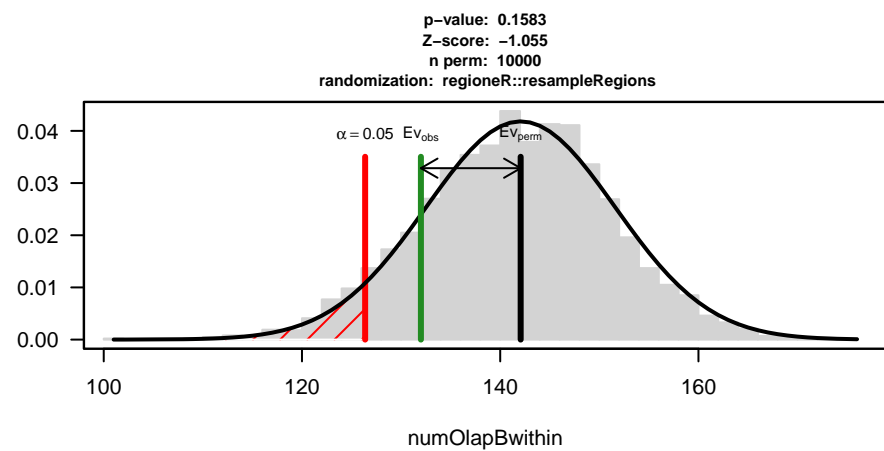 p−value: 0.1583
Z−score: −1.055
n perm: 10000
randomization: regioneR::resampleRegions
0.04
0.03
0.02
0.01
0.00
α = 0.05 Evobs Evperm
100 120 140 160
numOlapBwithin